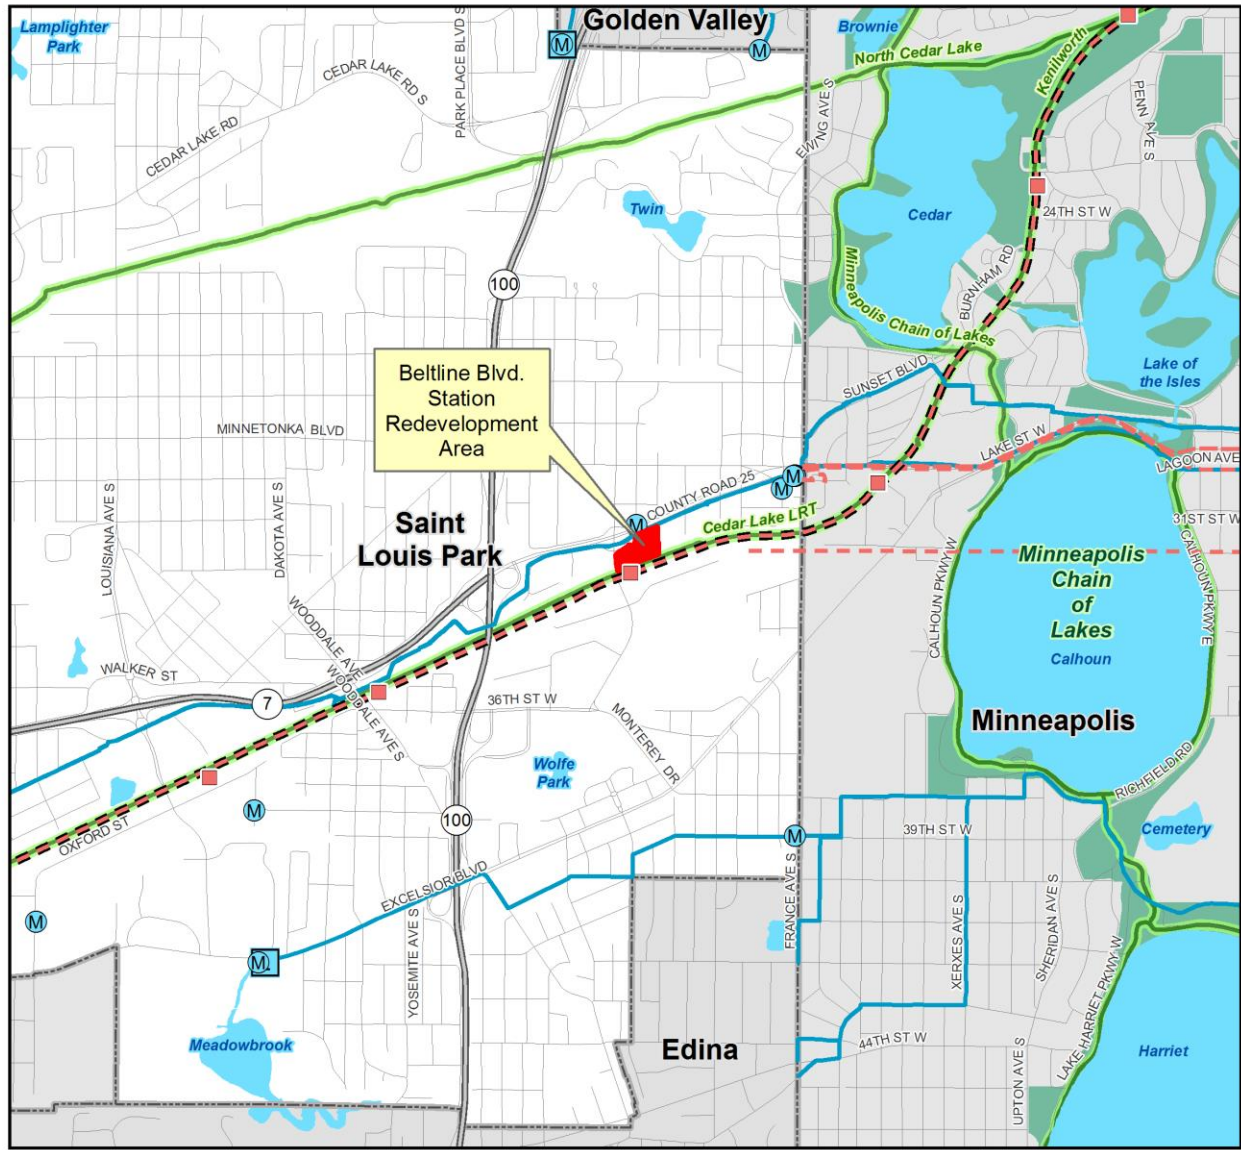 Golden Valley
Lamplighter
Park
Brownie
North Cedar Lake
Kenilworth
PARK PLACE BLVD S
CEDAR LAKE RD S
CEDAR LAKE RD
EWING AVE S
PENN AVE S
Twin
Cedar
24TH ST W
100
BURNHAM RD
Minneapolis Chain of Lakes
Beltline Blvd.
Station
Redevelopment
Area
SUNSET BLVD
Lake of
the Isles
MINNETONKA BLVD
LAKE ST W
LAGOON AVE
COUNTY ROAD 25
Cedar Lake LRT
LOUISIANA AVE S
DAKOTA AVE S
Saint
Louis Park
31ST ST W
CALHOUN PKWY W
CALHOUN PKWY E
Minneapolis
Chain
of
Lakes
Calhoun
WOODDALE AVE
WOODDALE AVE S
WALKER ST
7
36TH ST W
MONTEREY DR
Minneapolis
Wolfe
Park
RICHFIELD RD
OXFORD ST
100
39TH ST W
Cemetery
EXCELSIOR BLVD
FRANCE AVE S
XERXES AVE S
SHERIDAN AVE S
YOSEMITE AVE S
LAKE HARRIET PKWY W
Meadowbrook
Edina
44TH ST W
UPTON AVE S
Harriet
M
M
M
M
M
M
M
M
M